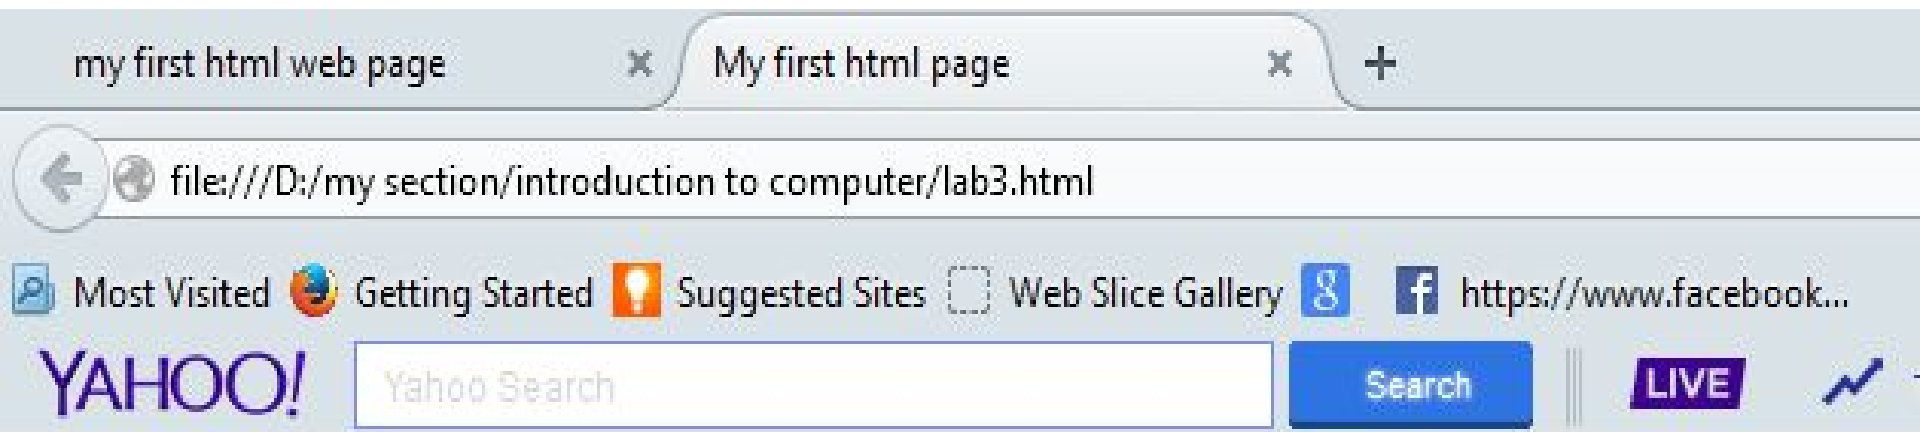 my first html web page My first html page
file:///D:/my section/introduction to computer/lab3.html
Most Visited Getting Started Suggested Sites Web Slice Gallery g f https://www.facebook...
YAHOO! Yahoo Search Search LIVE